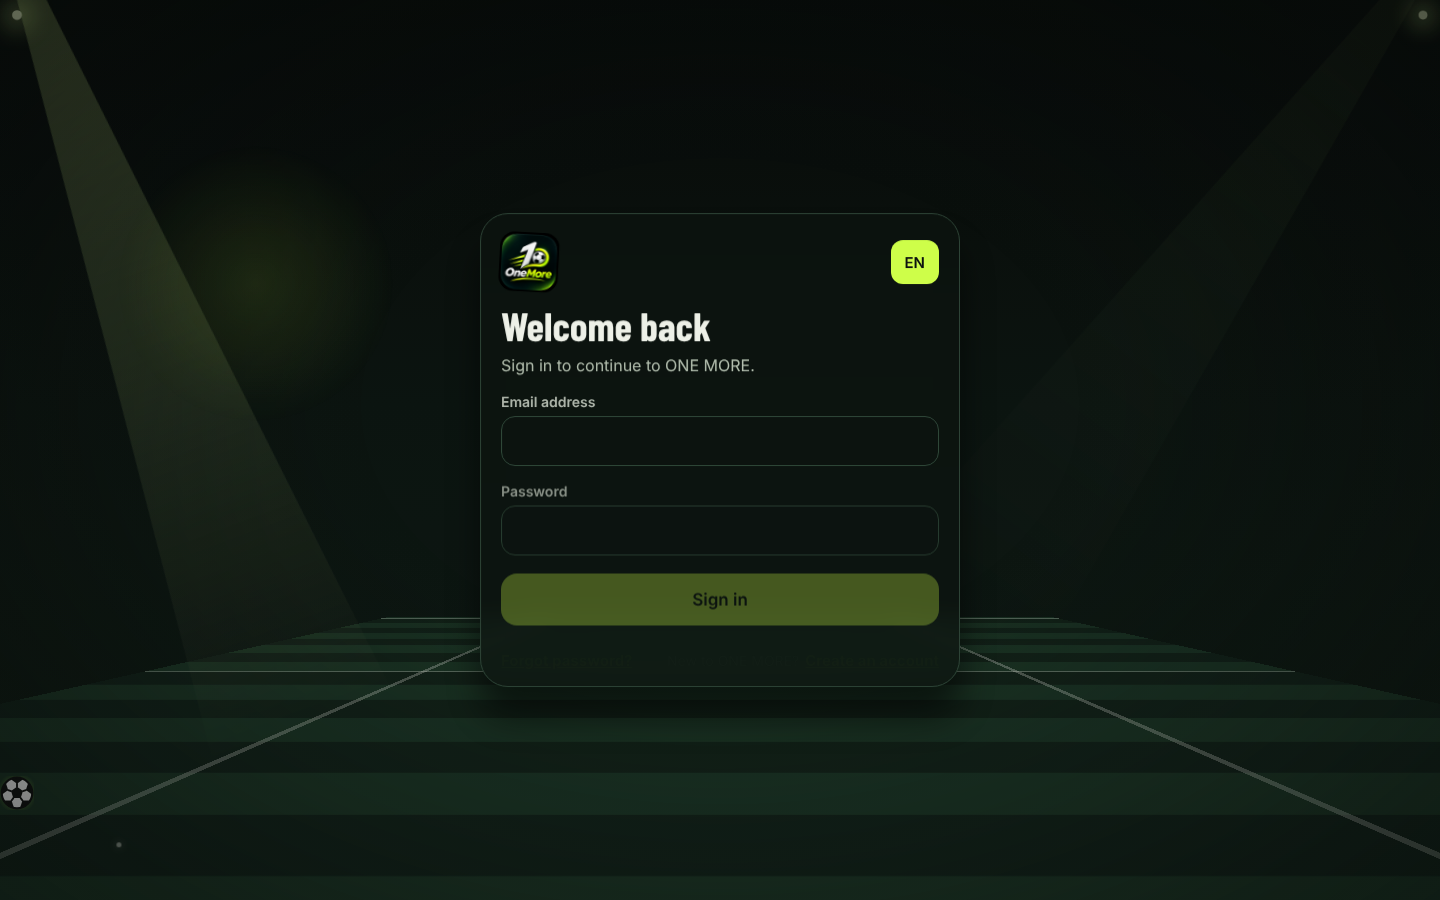 OneMore
EN
Welcome back
Sign in to continue to ONE MORE.
Email address
Password
Sign in